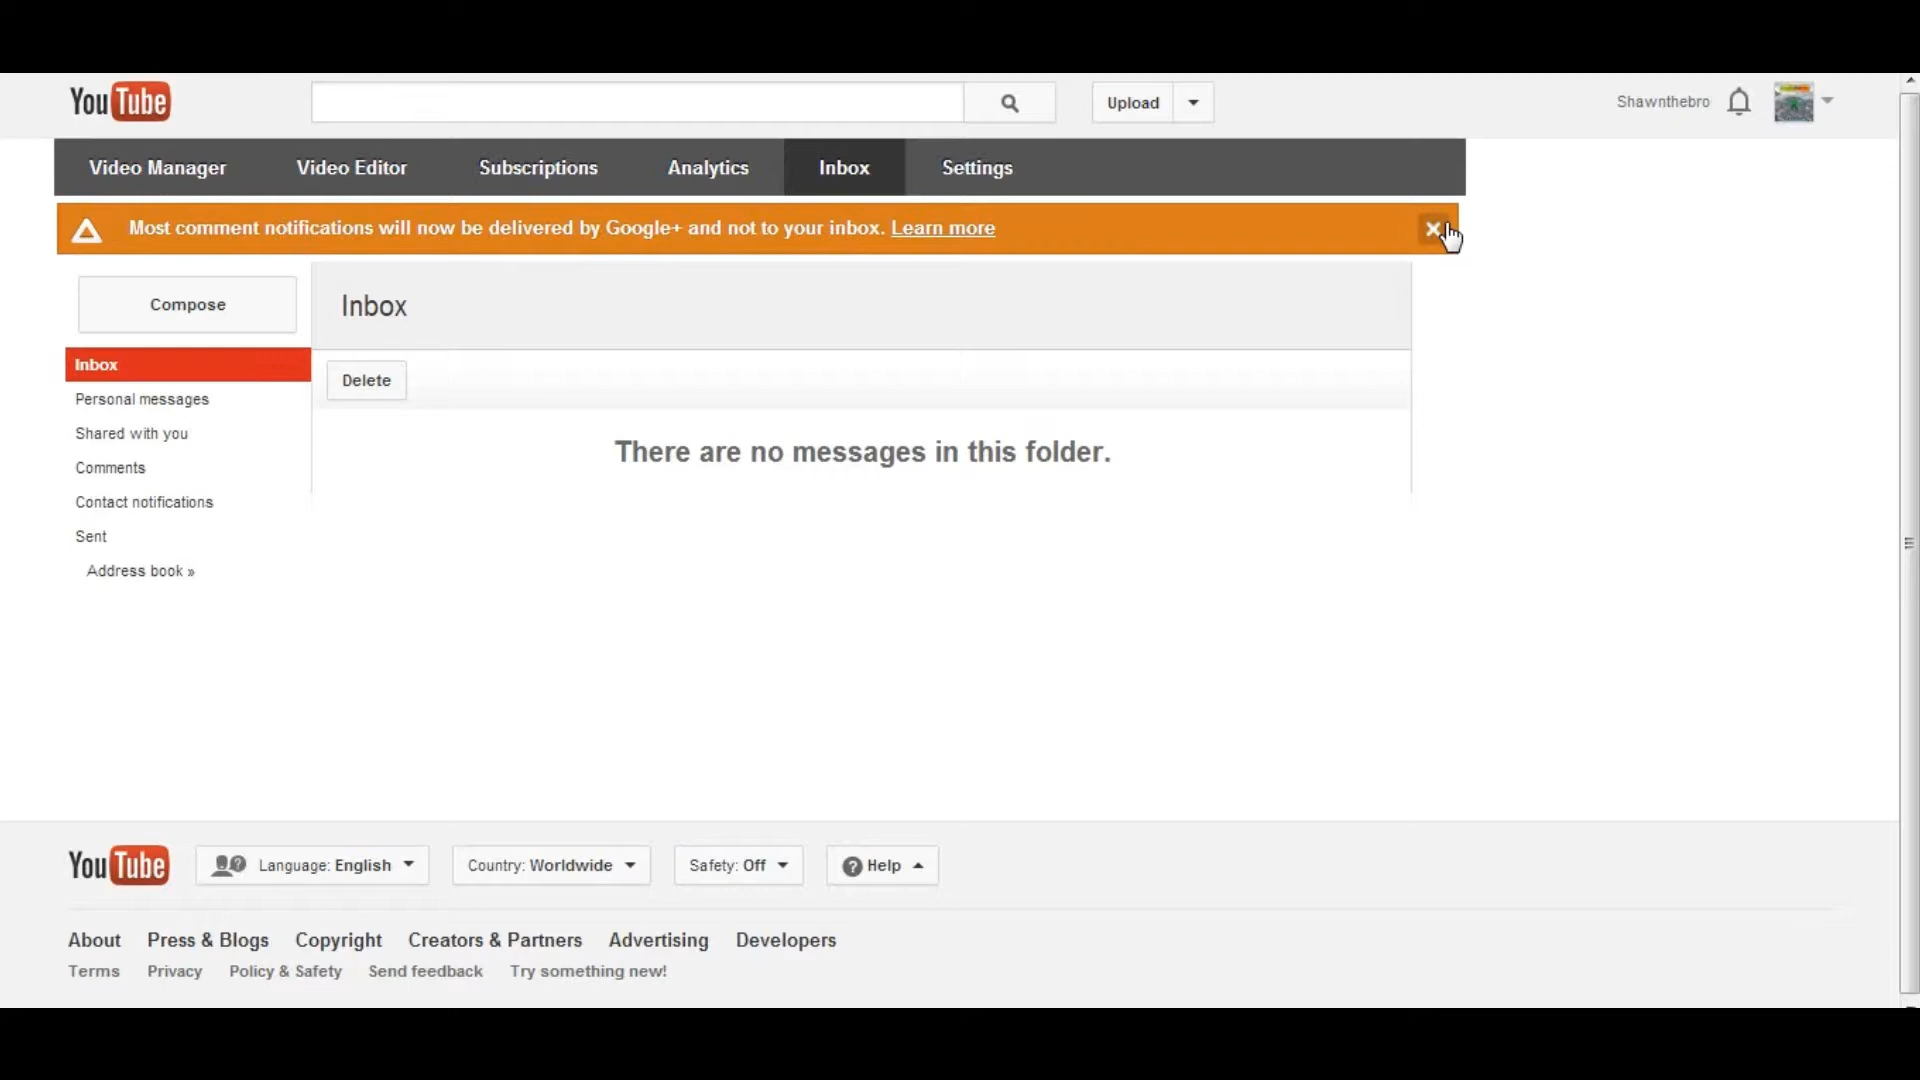 YouTube
Upload
Shawnthebro
Video Manager Video Editor Subscriptions Analytics Inbox Settings
Most comment notifications will now be delivered by Google+ and not to your inbox. Learn more
Compose
Inbox
Inbox
Personal messages
Shared with you
Comments
Contact notifications
Sent
Address book »
Delete
There are no messages in this folder.
YouTube
Language: English
Country: Worldwide
Safety: Off
Help
About Press & Blogs Copyright Creators & Partners Advertising Developers
Terms Privacy Policy & Safety Send feedback Try something new!